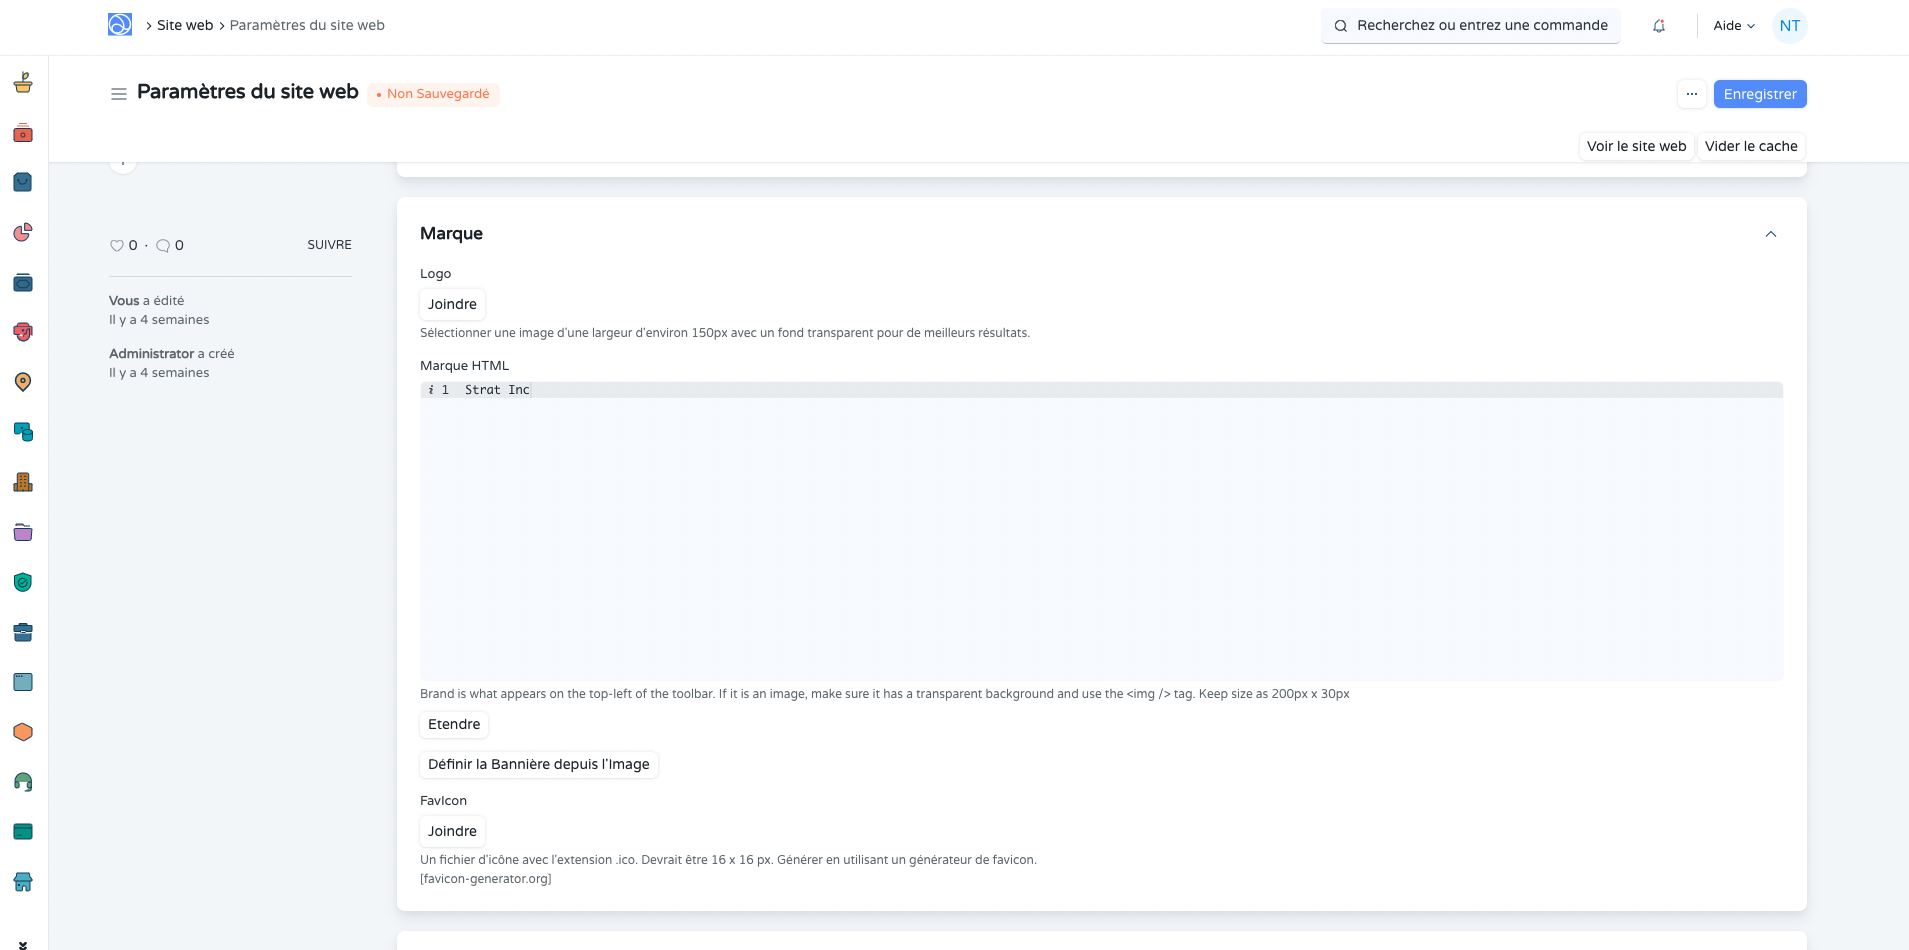 Site web
Paramètres du site web
Recherchez ou entrez une commande
Aide
NT
Paramètres du site web
Non Sauvegardé
...
Enregistrer
Voir le site web
Vider le cache
0 · 0
SUIVRE
Vous a édité
Il y a 4 semaines
Administrator a créé
Il y a 4 semaines
Marque
Logo
Joindre
Sélectionner une image d'une largeur d'environ 150px avec un fond transparent pour de meilleurs résultats.
Marque HTML
i 1 Strat Inc
Brand is what appears on the top-left of the toolbar. If it is an image, make sure it has a transparent background and use the <img /> tag. Keep size as 200px x 30px
Etendre
Définir la Bannière depuis l'Image
FavIcon
Joindre
Un fichier d'icône avec l'extension .ico. Devrait être 16 x 16 px. Générer en utilisant un générateur de favicon.
[favicon-generator.org]